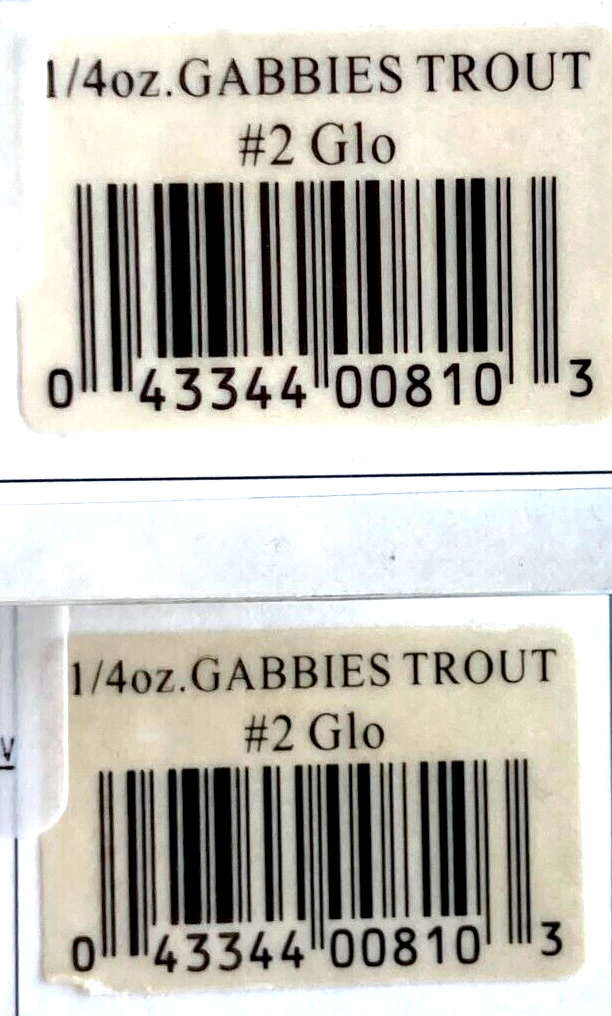 1/4oz.GABBIES TROUT
#2 Glo
0 43344 00810 3
1/4oz.GABBIES TROUT
#2 Glo
V
0 43344 00810 3